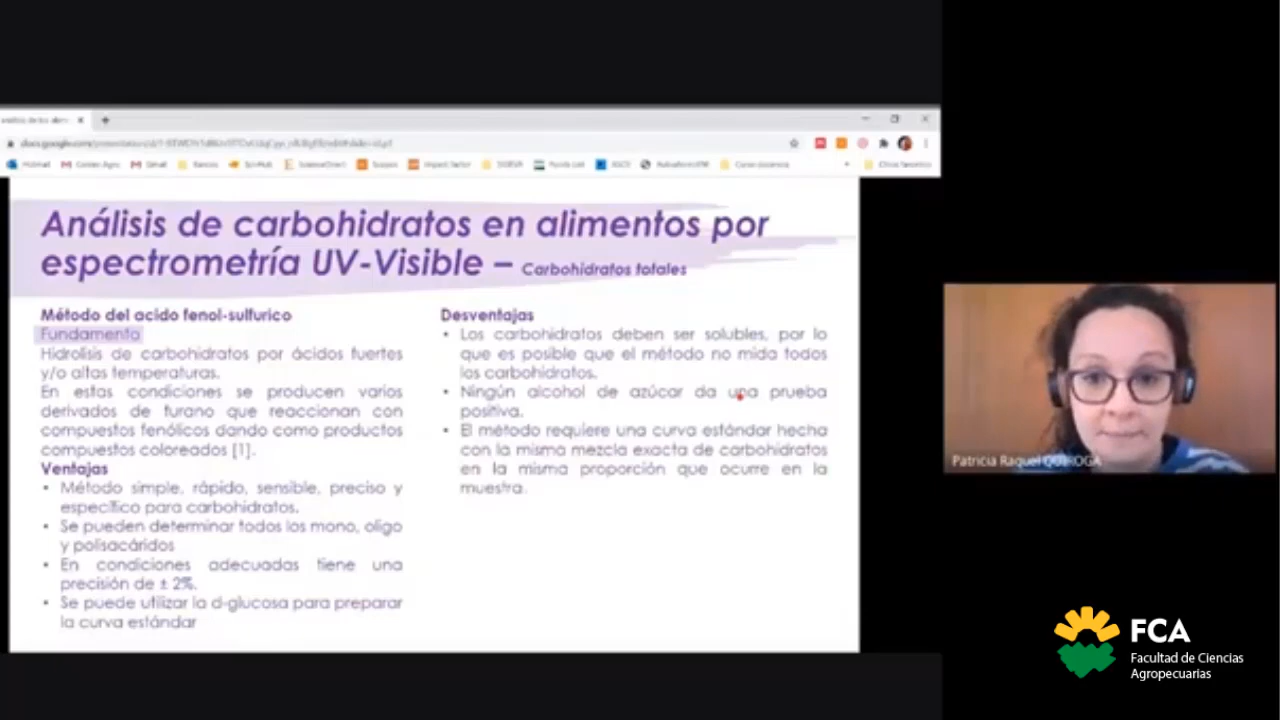 Análisis de carbohidratos en alimentos por
espectrometría UV-Visible – Carbohidratos totales
Método del acido fenol-sulfurico
Fundamento
Hidrolisis de carbohidratos por ácidos fuertes
y/o altas temperaturas.
En estas condiciones se producen varios
derivados de furano que reaccionan con
compuestos fenólicos dando como productos
compuestos coloreados [1].
Ventajas
• Método simple, rápido, sensible, preciso y
específico para carbohidratos.
• Se pueden determinar todos los mono, oligo
y polisacáridos
• En condiciones adecuadas tiene una
precisión de ± 2%.
• Se puede utilizar la d-glucosa para preparar
la curva estándar
Desventajas
• Los carbohidratos deben ser solubles, por lo
que es posible que el método no mida todos
los carbohidratos.
• Ningún alcohol de azúcar da una prueba
positiva.
• El método requiere una curva estándar hecha
con la misma mezcla exacta de carbohidratos
en la misma proporción que ocurre en la
muestra.
Patricia Raquel QUIROGA
FCA
Facultad de Ciencias
Agropecuarias